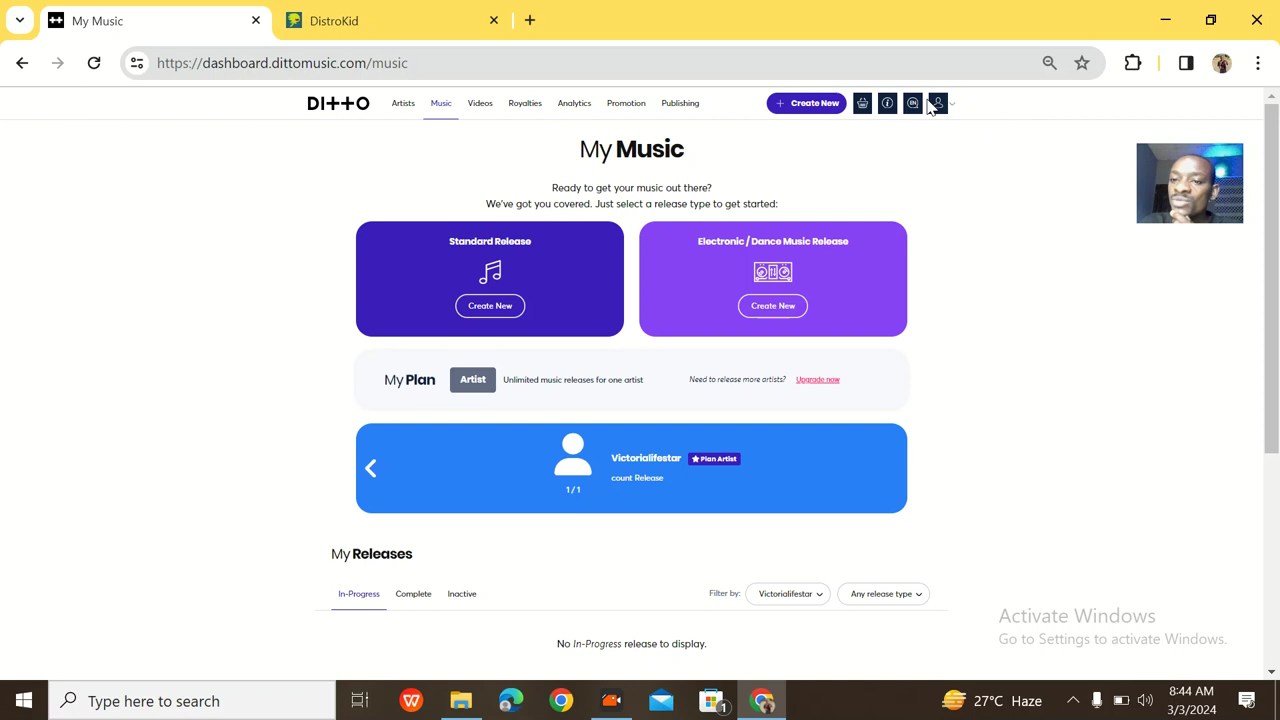 My Music
DistroKid
https://dashboard.dittomusic.com/music
DITTO Artists Music Videos Royalties Analytics Promotion Publishing + Create New EN
My Music
Ready to get your music out there?
We've got you covered. Just select a release type to get started:
Standard Release
Create New
Electronic / Dance Music Release
Create New
My Plan Artist Unlimited music releases for one artist Need to release more artists? Upgrade now
Victorialifestar Plan Artist
count Release
1 / 1
My Releases
In-Progress Complete Inactive Filter by: Victorialifestar Any release type
No In-Progress release to display.
Activate Windows
Go to Settings to activate Windows.
Type here to search
1
27°C Haze
8:44 AM
3/3/2024